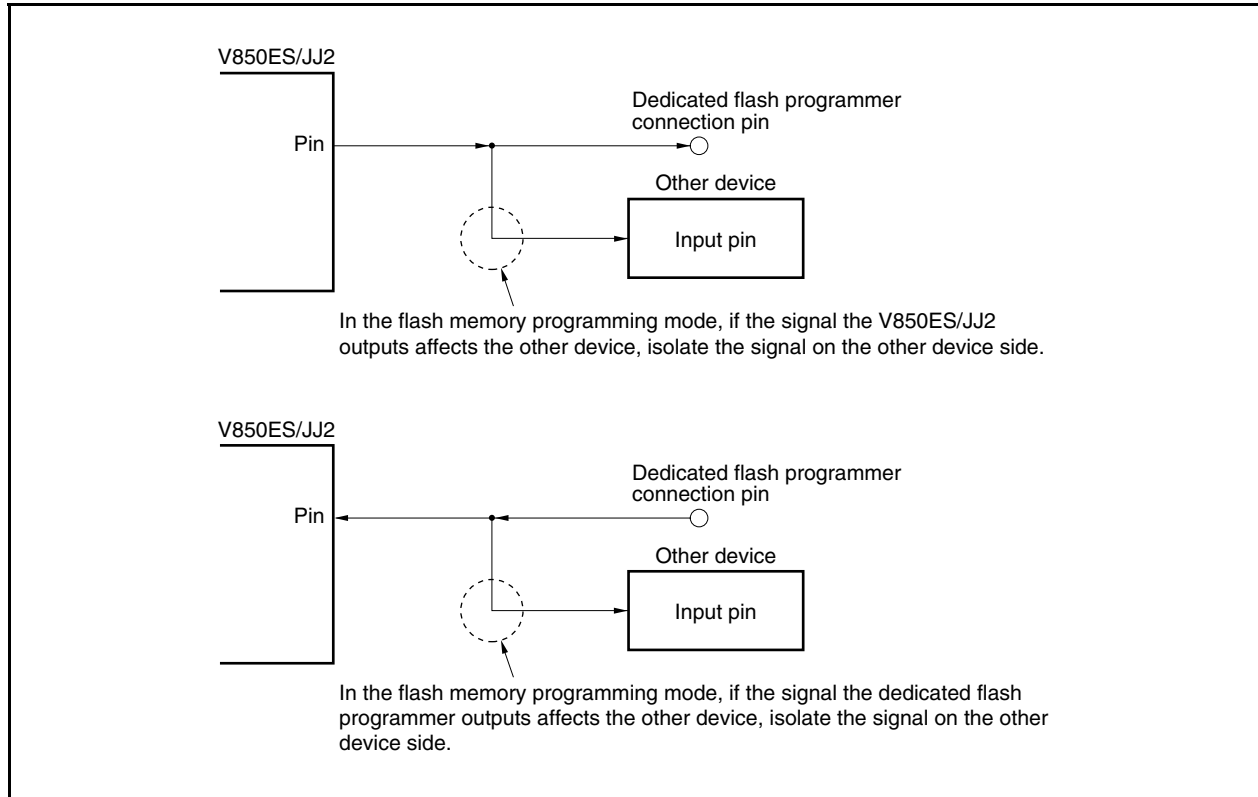 V850ES/JJ2
Dedicated flash programmer
connection pin
Pin
Other device
Input pin
In the flash memory programming mode, if the signal the V850ES/JJ2
outputs affects the other device, isolate the signal on the other device side.
V850ES/JJ2
Dedicated flash programmer
connection pin
Pin
Other device
Input pin
In the flash memory programming mode, if the signal the dedicated flash
programmer outputs affects the other device, isolate the signal on the other
device side.